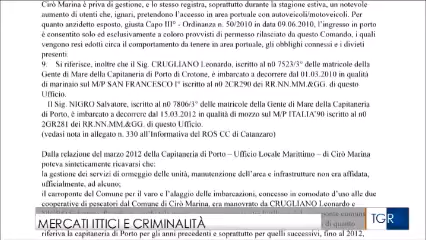 Cirò Marina è priva di gestione, e lo stesso registra, soprattutto durante la stagione estiva, un notevole
aumento di utenti che, ignari, pretendono l'accesso in area portuale con autoveicoli/motoveicoli. Per
quanto anzidetto esposto, giusta Capo III° - Ordinanza n. 50/2010 in data 09.06.2010, l'ingresso in porto
è consentito solo ed esclusivamente a coloro provvisti di permesso rilasciato da questo Comando, i quali
vengono resi edotti circa il comportamento da tenere in area portuale, gli obblighi connessi e i divieti
presenti.
9. Si riferisce, inoltre che il Sig. CRUGLIANO Leonardo, iscritto al n0 7523/3° delle matricole della
Gente di Mare della Capitaneria di Porto di Crotone, è imbarcato a decorrere dal 01.03.2010 in qualità
di marinaio sul M/P SAN FRANCESCO I° iscritto al n0 2CR290 dei RR.NN.MM.&GG. di questo
Ufficio.
Il Sig. NIGRO Salvatore, iscritto al n0 7806/3° delle matricole della Gente di Mare della Capitaneria
di Porto, è imbarcato a decorrere dal 15.03.2012 in qualità di mozzo sul M/P ITALIA'90 iscritto al n0
2GR281 dei RR.NN.MM.&GG. di questo Ufficio.
(vedasi nota in allegato n. 330 all'Informativa del ROS CC di Catanzaro)
Dalla relazione del marzo 2012 della Capitaneria di Porto – Ufficio Locale Marittimo – di Cirò Marina
poteva sinteticamente ricavarsi che:
la gestione dei servizi di ormeggio delle unità, manutenzione dell'area e infrastrutture non era affidata,
ufficialmente, ad alcuno;
il carroponte del Comune per il varo e l'alaggio delle imbarcazioni, concesso in comodato d'uso alle due
cooperative di pescatori dal Comune di Cirò Marina, era manovrato da CRUGLIANO Leonardo e
MERCATI ITTICI E CRIMINALITÀ
TGR
di questo
riferiva la capitaneria di Porto per gli anni precedenti e soprattutto per quelli successivi, fino al 2012,